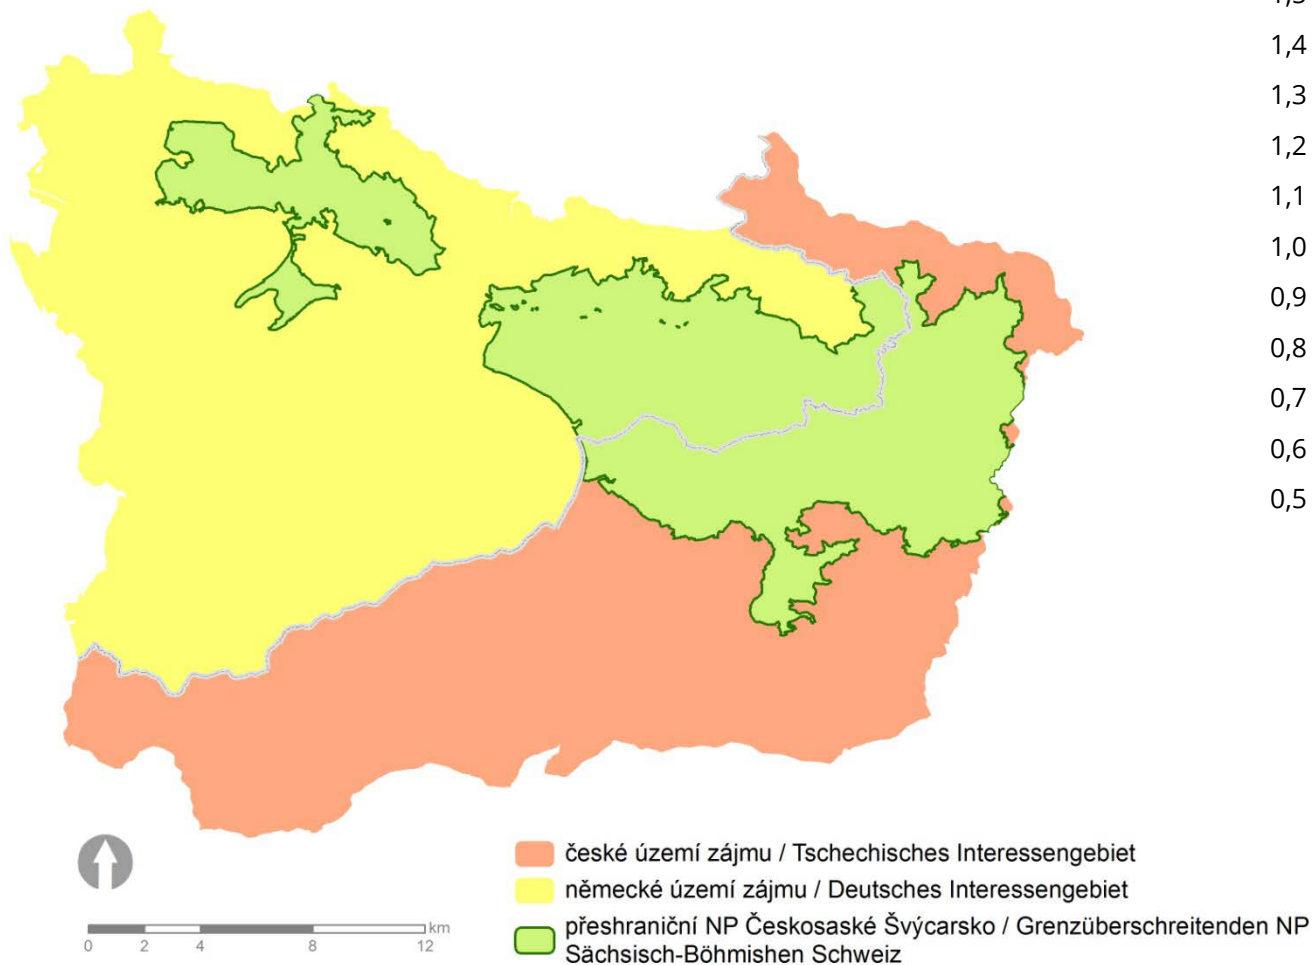 1,4
1,3
1,2
1,1
1,0
0,9
0,8
0,7
0,6
0,5
české území zájmu / Tschechisches Interessengebiet
německé území zájmu / Deutsches Interessengebiet
přeshraniční NP Českosaské Švýcarsko / Grenzüberschreitenden NP
Sächsisch-Böhmishen Schweiz
km
0 2 4 8 12